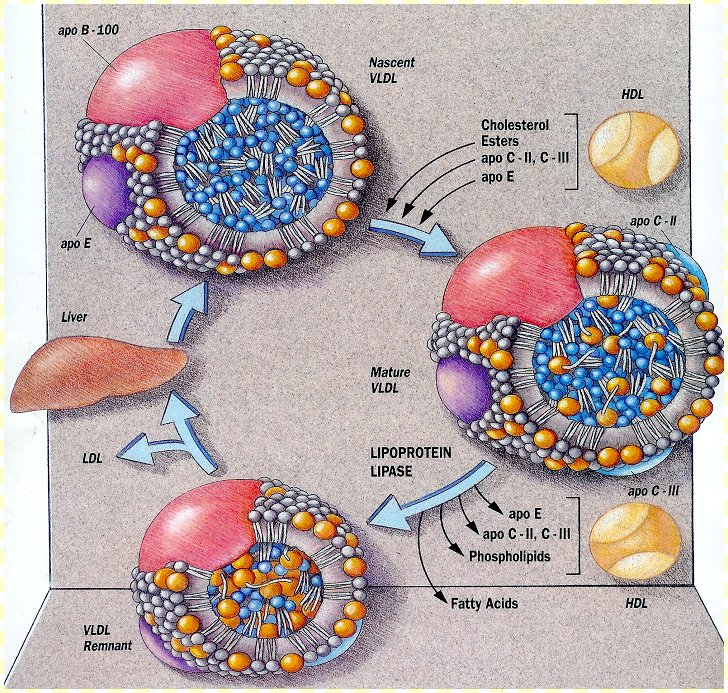 apo B-100
Nascent
VLDL
HDL
Cholesterol
Esters
apo C-II, C-III
apo E
apo E
apo C-II
Liver
Mature
VLDL
LDL
LIPOPROTEIN
LIPASE
apo C-III
apo E
apo C-II, C-III
Phospholipids
Fatty Acids
HDL
VLDL
Remnant